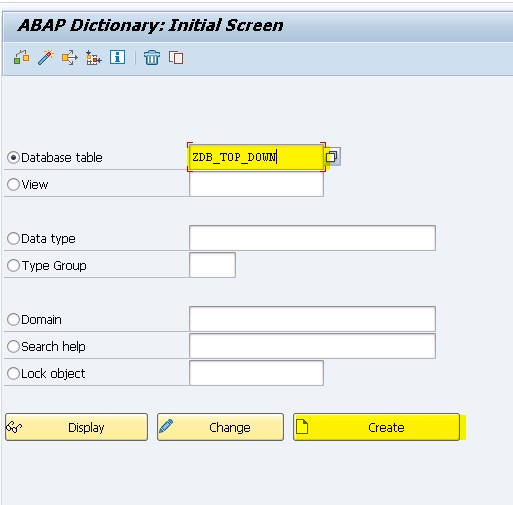 ABAP Dictionary: Initial Screen
Database table ZDB_TOP_DOWN
View
Data type
Type Group
Domain
Search help
Lock object
Display Change Create